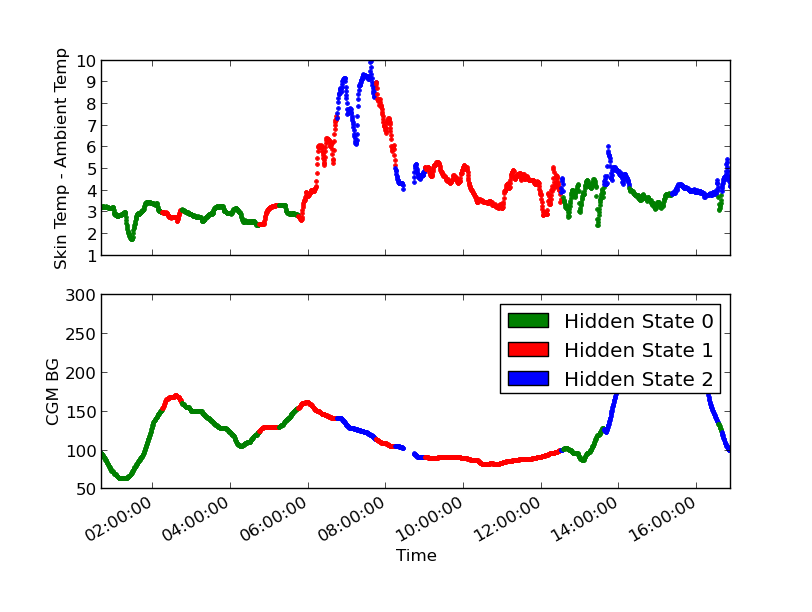 Skin Temp - Ambient Temp
10
9
8
7
6
5
4
3
2
1
CGM BG
300
250
200
150
100
50
Hidden State 0
Hidden State 1
Hidden State 2
02:00:00 04:00:00 06:00:00 08:00:00 10:00:00 12:00:00 14:00:00 16:00:00
Time